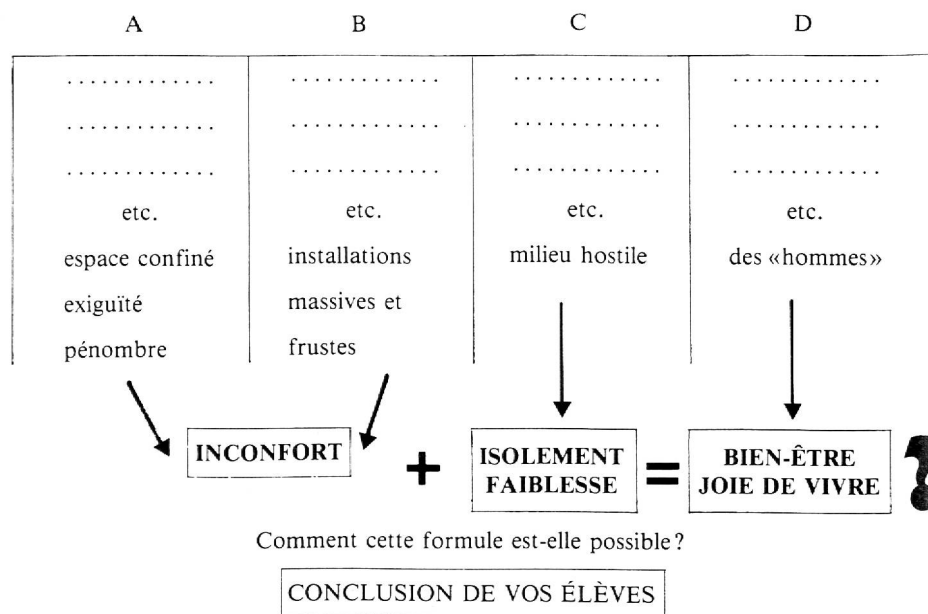 A B C D
............. ............. ............. .............
............. ............. ............. .............
............. ............. ............. .............
etc. etc. etc. etc.
espace confiné installations milieu hostile des «hommes»
exiguïté massives et
pénombre frustes
INCONFORT + ISOLEMENT FAIBLESSE = BIEN-ÊTRE JOIE DE VIVRE ?
Comment cette formule est-elle possible?
CONCLUSION DE VOS ÉLÈVES